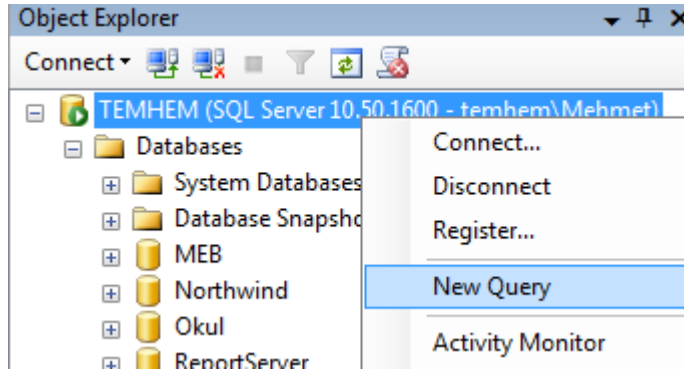 Object Explorer
Connect
TEMHEM (SQL Server 10.50.1600 - temhem\Mehmet)
Databases
System Databases
Database Snapsho
MEB
Northwind
Okul
ReportServer
Connect...
Disconnect
Register...
New Query
Activity Monitor